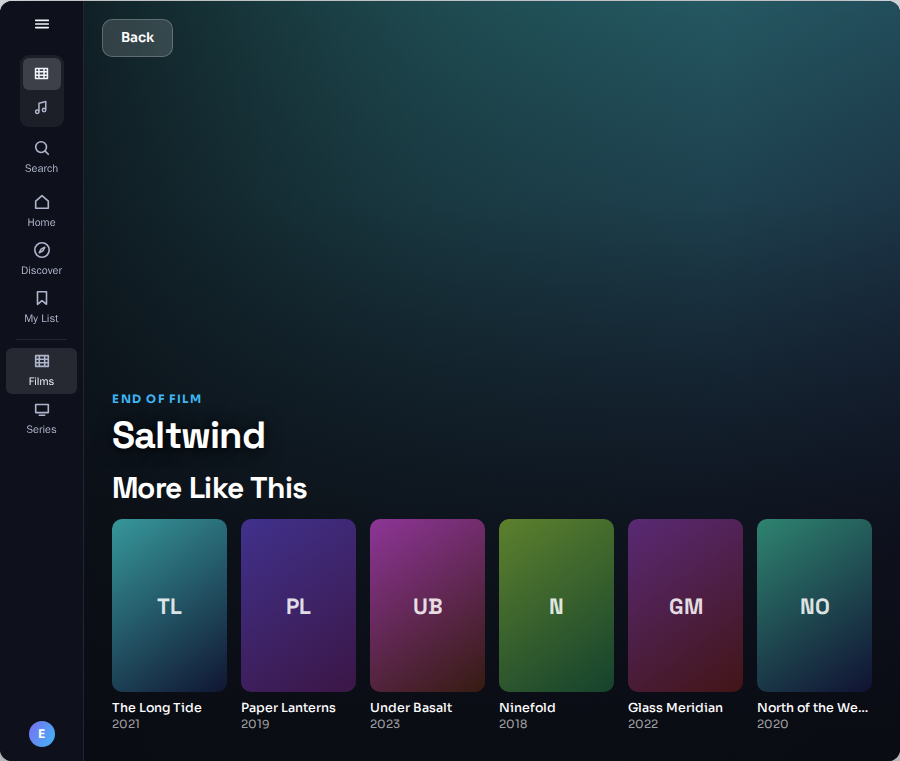 Back
Search
Home
Discover
My List
Films
Series
E
END OF FILM
Saltwind
More Like This
TL
PL
UB
N
GM
NO
The Long Tide
2021
Paper Lanterns
2019
Under Basalt
2023
Ninefold
2018
Glass Meridian
2022
North of the We...
2020